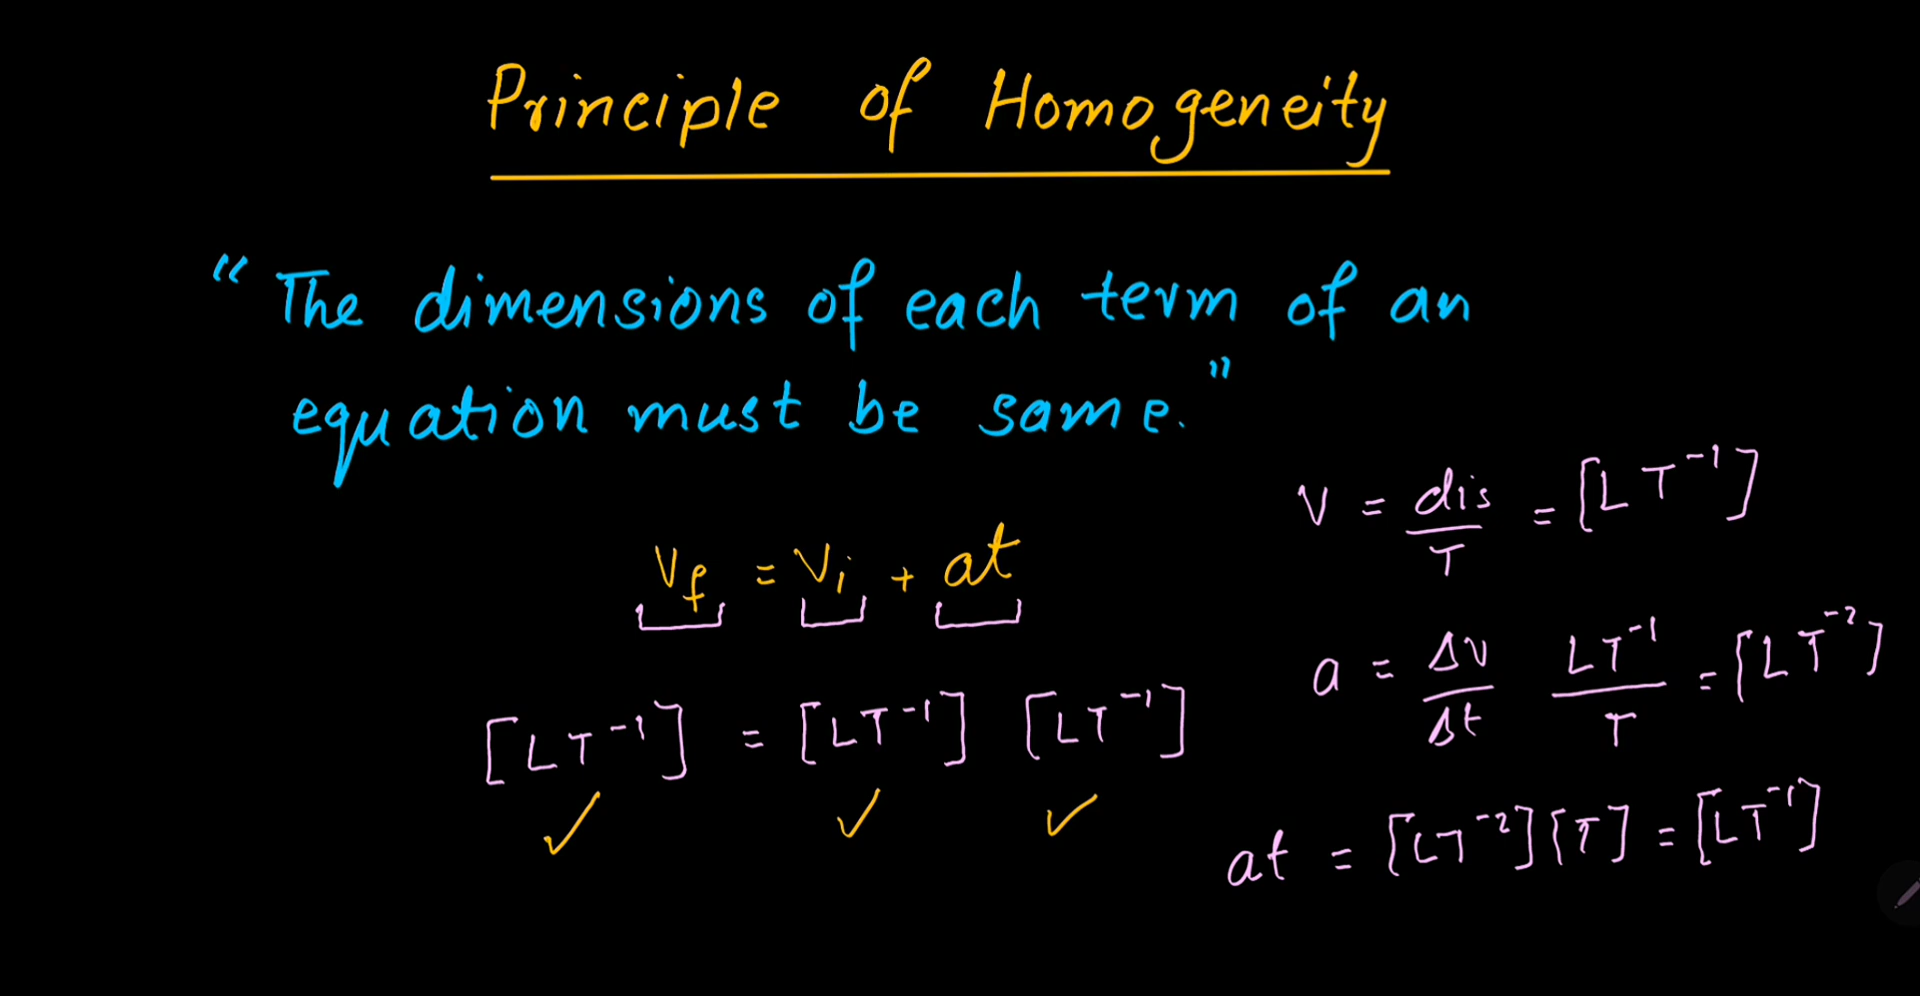 Principle of Homogeneity
"The dimensions of each term of an
equation must be same."
V = dis/T = [LT⁻¹]
Vf = Vi + at
a = Δv/Δt LT⁻¹/T = [LT⁻²]
[LT⁻¹] = [LT⁻¹] [LT⁻¹]
✓ ✓ ✓
at = [LT⁻²][T] = [LT⁻¹]